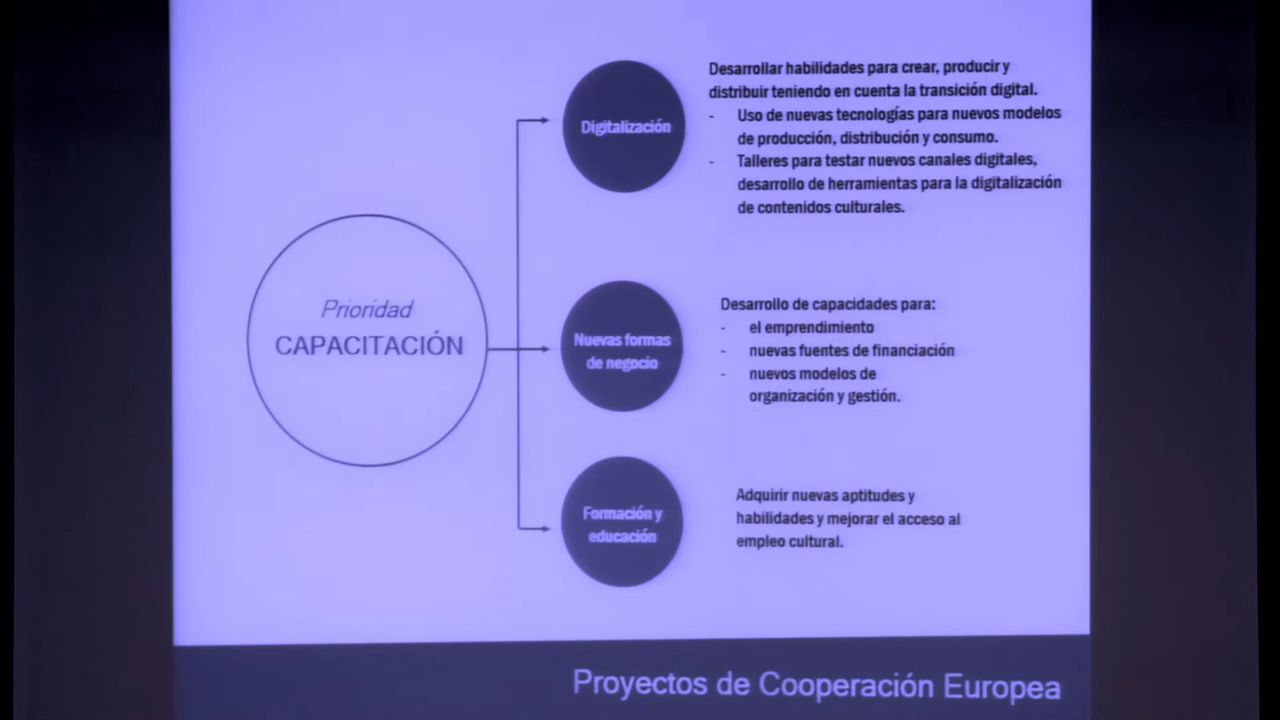 Prioridad
CAPACITACIÓN
Digitalización
Desarrollar habilidades para crear, producir y
distribuir teniendo en cuenta la transición digital.
- Uso de nuevas tecnologías para nuevos modelos
de producción, distribución y consumo.
- Talleres para testar nuevos canales digitales,
desarrollo de herramientas para la digitalización
de contenidos culturales.
Nuevas formas
de negocio
Desarrollo de capacidades para:
- el emprendimiento
- nuevas fuentes de financiación
- nuevos modelos de
organización y gestión.
Formación y
educación
Adquirir nuevas aptitudes y
habilidades y mejorar el acceso al
empleo cultural.
Proyectos de Cooperación Europea